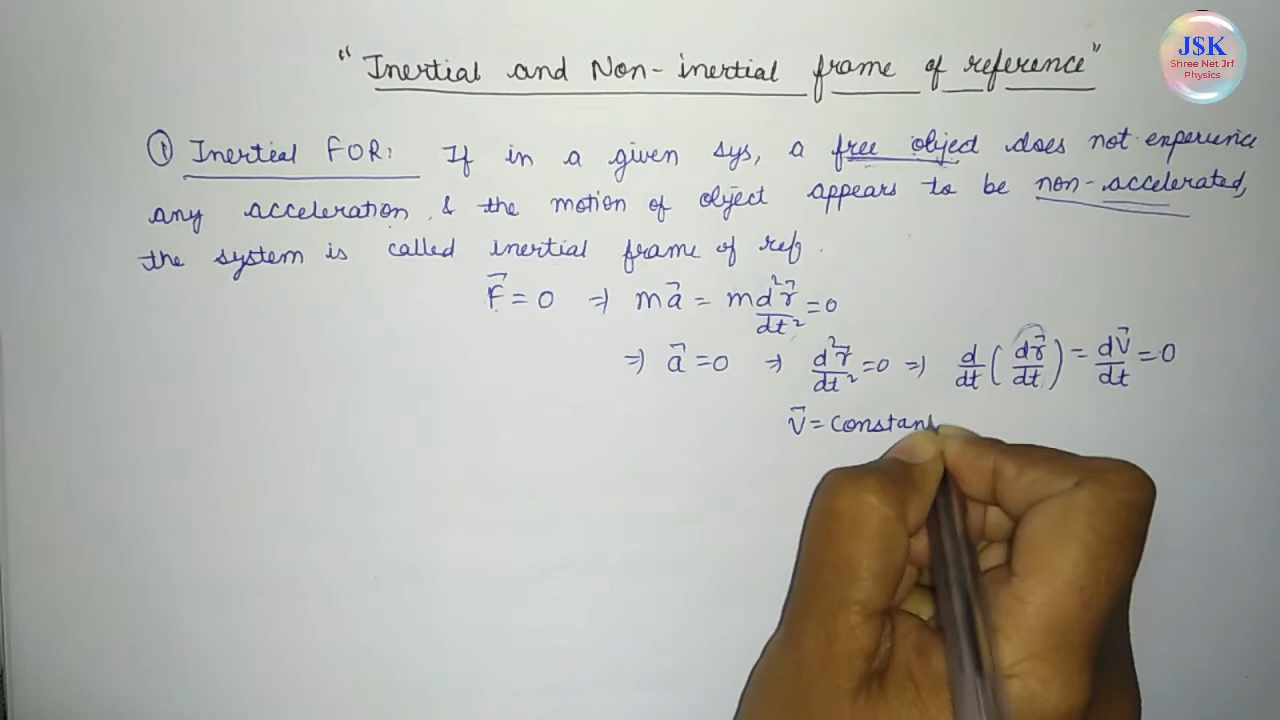 "Inertial and Non-inertial frame of reference"
J$K
Shree Net Jrf
Physics
① Inertial FOR: If in a given sys, a free object does not experience
any acceleration & the motion of object appears to be non-accelerated,
the system is called inertial frame of ref.
F⃗ = 0 ⇒ ma⃗ = m d²r⃗/dt² = 0
⇒ a⃗ = 0 ⇒ d²r⃗/dt² = 0 ⇒ d/dt (dr⃗/dt) = dV⃗/dt = 0
V⃗ = constant